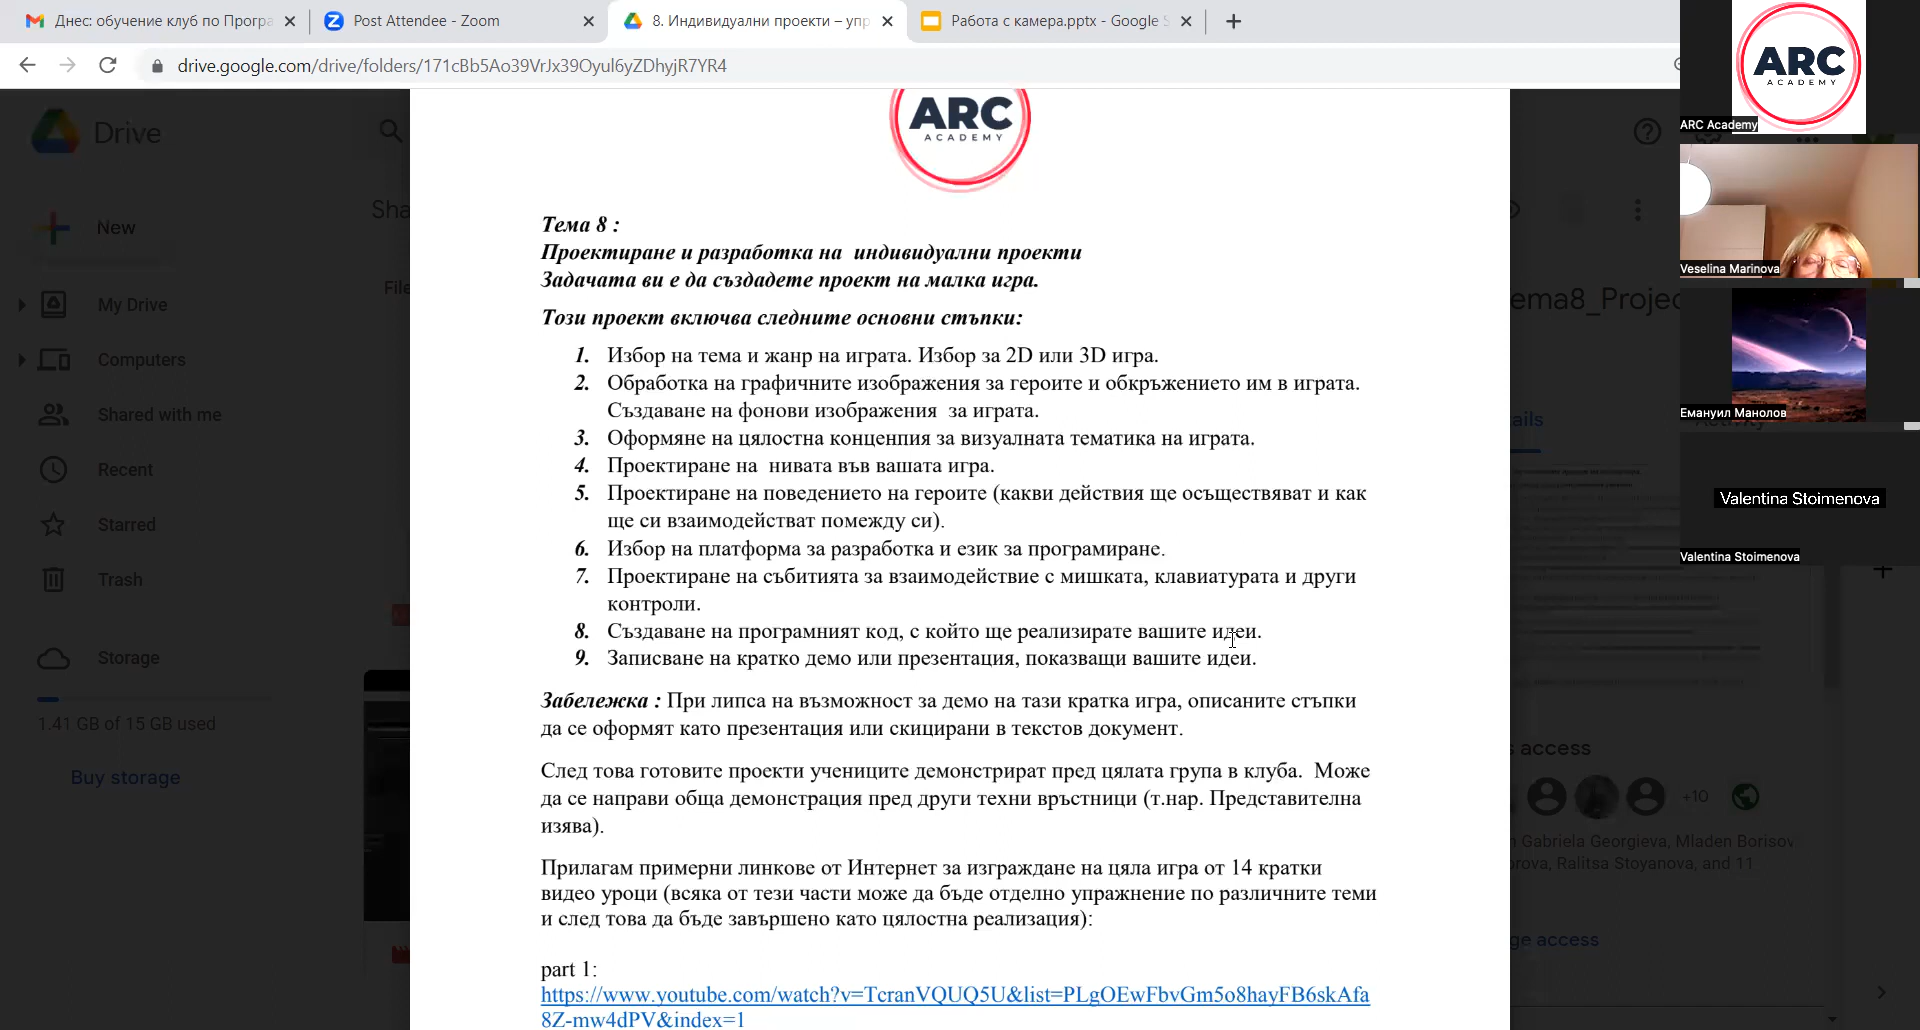 Днес: обучение клуб по Програ
Post Attendee - Zoom
8. Индивидуални проекти – упр
Работа с камера.pptx - Google S
drive.google.com/drive/folders/171cBb5Ao39VrJx39Oyul6yZDhyjR7YR4
Drive
New
My Drive
Computers
Shared with me
Recent
Starred
Trash
Storage
1.41 GB of 15 GB used
Buy storage
Sha
File
ARC
ACADEMY
Тема 8 :
Проектиране и разработка на индивидуални проекти
Задачата ви е да създадете проект на малка игра.
Този проект включва следните основни стъпки:
1. Избор на тема и жанр на играта. Избор за 2D или 3D игра.
2. Обработка на графичните изображения за героите и обкръжението им в играта.
Създаване на фонови изображения за играта.
3. Оформяне на цялостна конценпия за визуалната тематика на играта.
4. Проектиране на нивата във вашата игра.
5. Проектиране на поведението на героите (какви действия ще осъществяват и как
ще си взаимодействат помежду си).
6. Избор на платформа за разработка и език за програмиране.
7. Проектиране на събитията за взаимодействие с мишката, клавиатурата и други
контроли.
8. Създаване на програмният код, с който ще реализирате вашите идеи.
9. Записване на кратко демо или презентация, показващи вашите идеи.
Забележка : При липса на възможност за демо на тази кратка игра, описаните стъпки
да се оформят като презентация или скицирани в текстов документ.
След това готовите проекти учениците демонстрират пред цялата група в клуба. Може
да се направи обща демонстрация пред други техни връстници (т.нар. Представителна
изява).
Прилагам примерни линкове от Интернет за изграждане на цяла игра от 14 кратки
видео уроци (всяка от тези части може да бъде отделно упражнение по различните теми
и след това да бъде завършено като цялостна реализация):
part 1:
https://www.youtube.com/watch?v=TcranVQUQ5U&list=PLgOEwFbvGm5o8hayFB6skAfa
8Z-mw4dPV&index=1
ARC
ACADEMY
ARC Academy
Veselina Marinova
ema8_Projec
Емануил Манолов
ails
Valentina Stoimenova
Valentina Stoimenova
access
+10
Gabriela Georgieva, Mladen Borisov
rova, Ralitsa Stoyanova, and 11
ge access